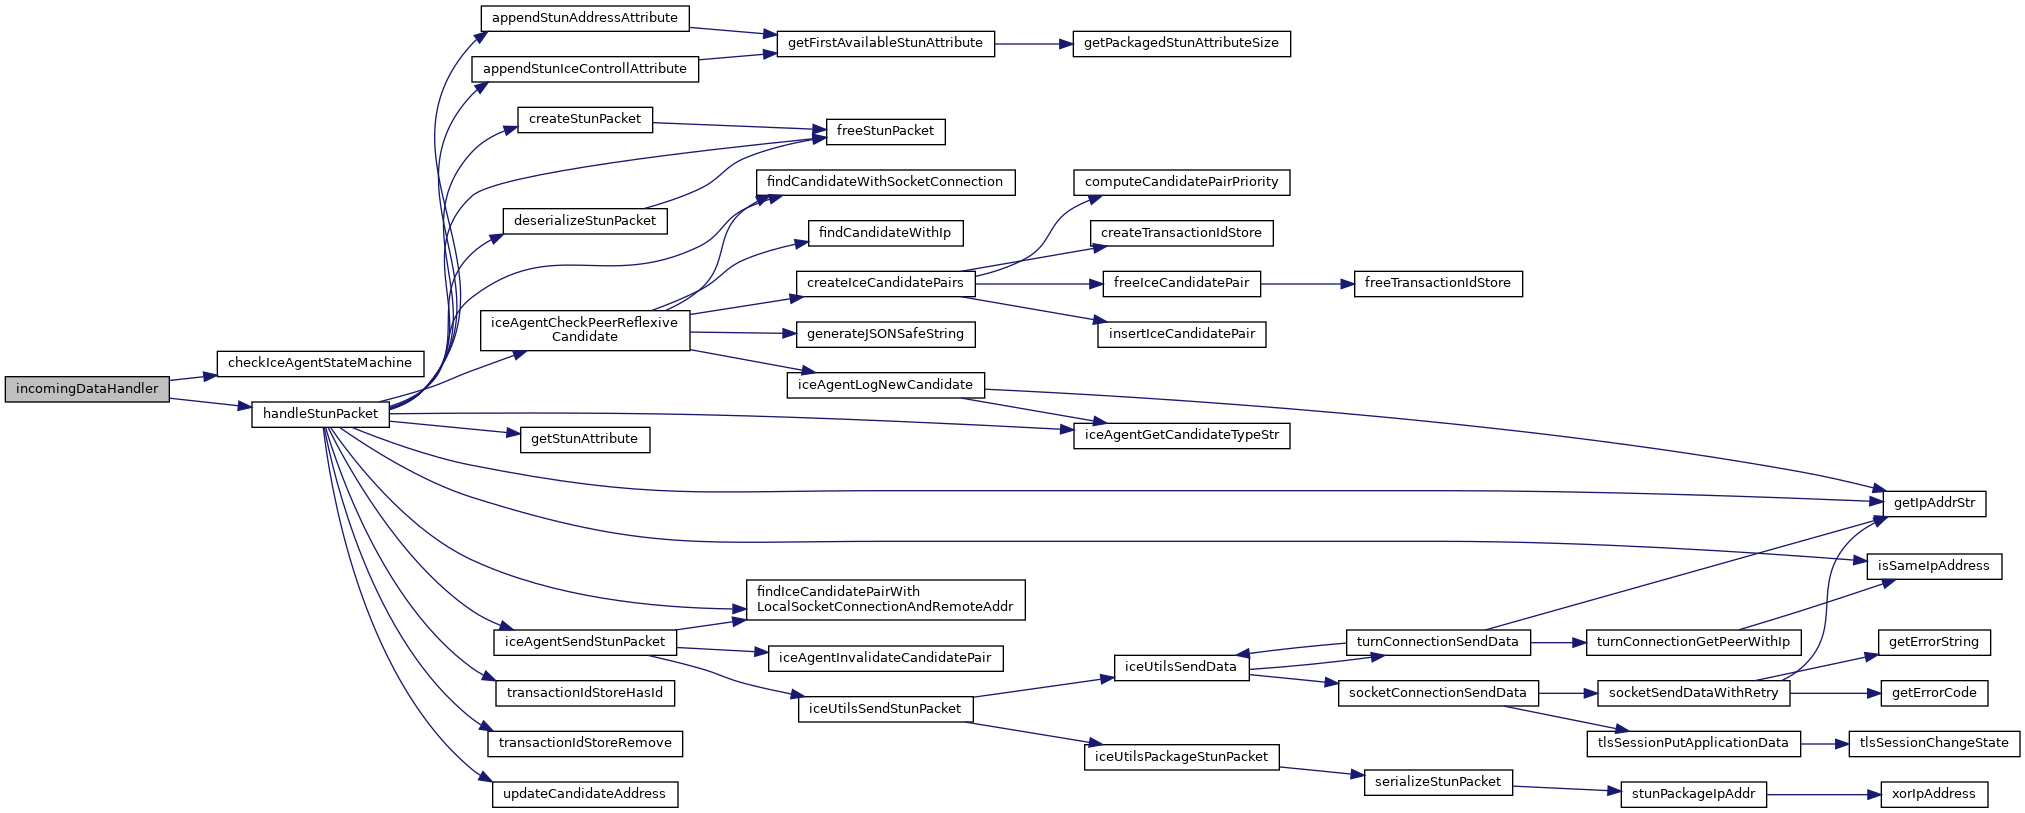 incomingDataHandler
checkIceAgentStateMachine
handleStunPacket
appendStunAddressAttribute
appendStunIceControllAttribute
createStunPacket
deserializeStunPacket
iceAgentCheckPeerReflexive
Candidate
getStunAttribute
iceAgentSendStunPacket
transactionIdStoreHasId
transactionIdStoreRemove
updateCandidateAddress
getFirstAvailableStunAttribute
freeStunPacket
findCandidateWithSocketConnection
findCandidateWithIp
createIceCandidatePairs
generateJSONSafeString
iceAgentLogNewCandidate
findIceCandidatePairWith
LocalSocketConnectionAndRemoteAddr
iceAgentInvalidateCandidatePair
iceUtilsSendStunPacket
getPackagedStunAttributeSize
computeCandidatePairPriority
createTransactionIdStore
freeIceCandidatePair
insertIceCandidatePair
iceAgentGetCandidateTypeStr
iceUtilsSendData
iceUtilsPackageStunPacket
freeTransactionIdStore
turnConnectionSendData
socketConnectionSendData
serializeStunPacket
turnConnectionGetPeerWithIp
socketSendDataWithRetry
tlsSessionPutApplicationData
stunPackageIpAddr
getIpAddrStr
isSameIpAddress
getErrorString
getErrorCode
tlsSessionChangeState
xorIpAddress